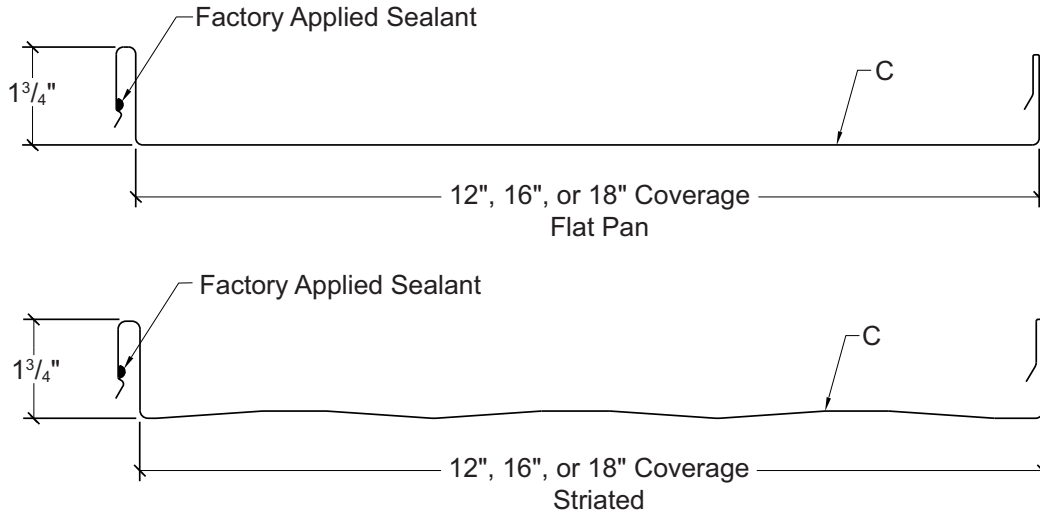 Factory Applied Sealant
1 3/4"
C
12", 16", or 18" Coverage
Flat Pan
Factory Applied Sealant
C
1 3/4"
12", 16", or 18" Coverage
Striated